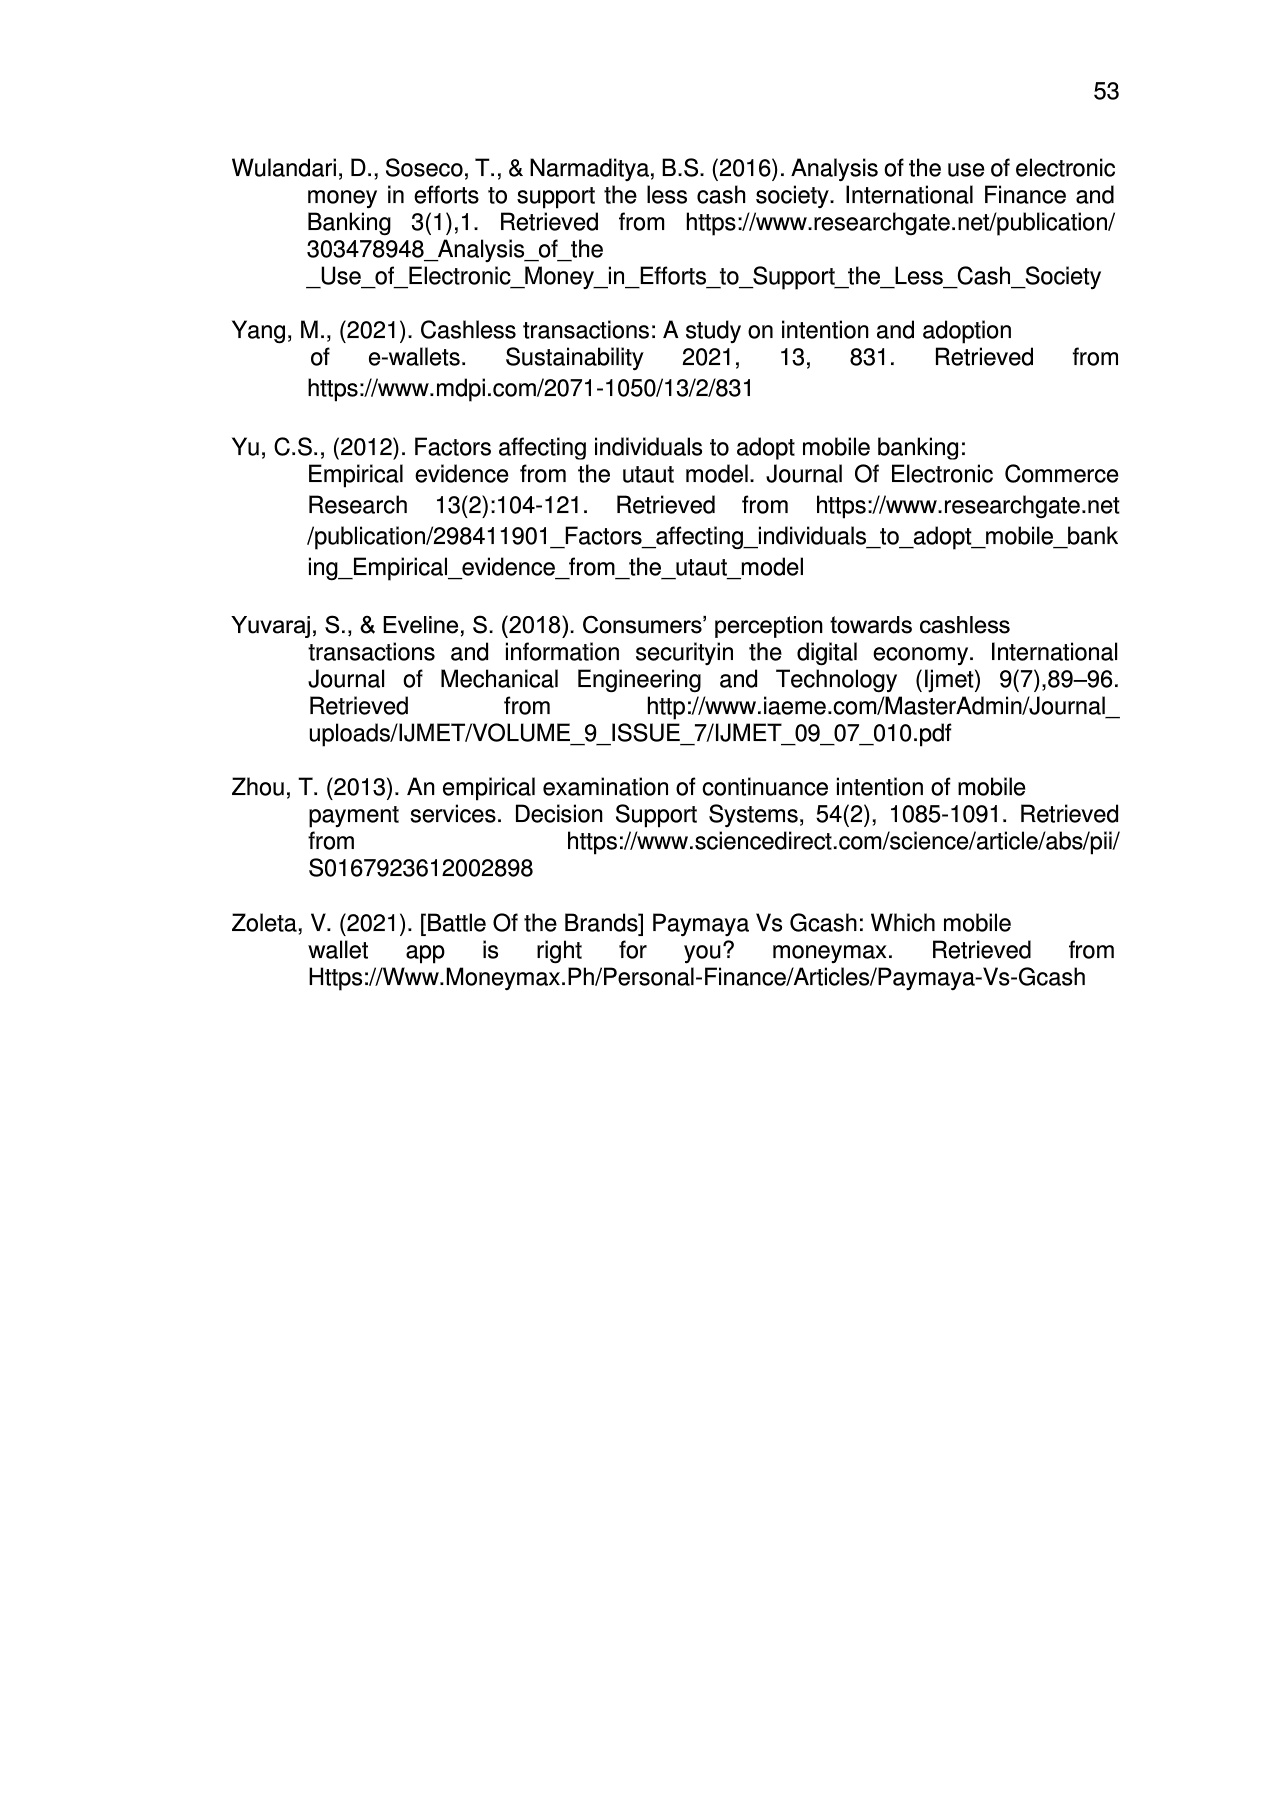 53
Wulandari, D., Soseco, T., & Narmaditya, B.S. (2016). Analysis of the use of electronic
money in efforts to support the less cash society. International Finance and
Banking 3(1),1. Retrieved from https://www.researchgate.net/publication/
303478948_Analysis_of_the
_Use_of_Electronic_Money_in_Efforts_to_Support_the_Less_Cash_Society
Yang, M., (2021). Cashless transactions: A study on intention and adoption
of e-wallets. Sustainability 2021, 13, 831. Retrieved from
https://www.mdpi.com/2071-1050/13/2/831
Yu, C.S., (2012). Factors affecting individuals to adopt mobile banking:
Empirical evidence from the utaut model. Journal Of Electronic Commerce
Research 13(2):104-121. Retrieved from https://www.researchgate.net
/publication/298411901_Factors_affecting_individuals_to_adopt_mobile_bank
ing_Empirical_evidence_from_the_utaut_model
Yuvaraj, S., & Eveline, S. (2018). Consumers’ perception towards cashless
transactions and information securityin the digital economy. International
Journal of Mechanical Engineering and Technology (Ijmet) 9(7),89–96.
Retrieved from http://www.iaeme.com/MasterAdmin/Journal_
uploads/IJMET/VOLUME_9_ISSUE_7/IJMET_09_07_010.pdf
Zhou, T. (2013). An empirical examination of continuance intention of mobile
payment services. Decision Support Systems, 54(2), 1085-1091. Retrieved
from https://www.sciencedirect.com/science/article/abs/pii/
S0167923612002898
Zoleta, V. (2021). [Battle Of the Brands] Paymaya Vs Gcash: Which mobile
wallet app is right for you? moneymax. Retrieved from
Https://Www.Moneymax.Ph/Personal-Finance/Articles/Paymaya-Vs-Gcash